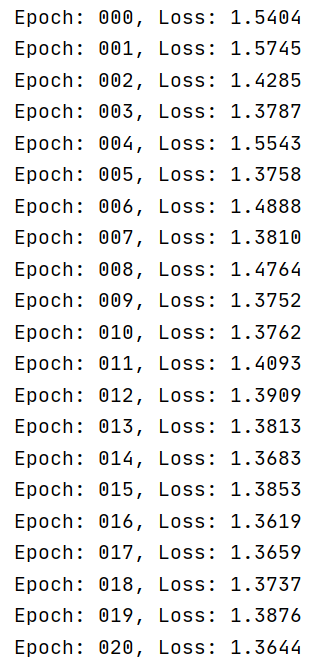 Epoch: 000, Loss: 1.5404
Epoch: 001, Loss: 1.5745
Epoch: 002, Loss: 1.4285
Epoch: 003, Loss: 1.3787
Epoch: 004, Loss: 1.5543
Epoch: 005, Loss: 1.3758
Epoch: 006, Loss: 1.4888
Epoch: 007, Loss: 1.3810
Epoch: 008, Loss: 1.4764
Epoch: 009, Loss: 1.3752
Epoch: 010, Loss: 1.3762
Epoch: 011, Loss: 1.4093
Epoch: 012, Loss: 1.3909
Epoch: 013, Loss: 1.3813
Epoch: 014, Loss: 1.3683
Epoch: 015, Loss: 1.3853
Epoch: 016, Loss: 1.3619
Epoch: 017, Loss: 1.3659
Epoch: 018, Loss: 1.3737
Epoch: 019, Loss: 1.3876
Epoch: 020, Loss: 1.3644